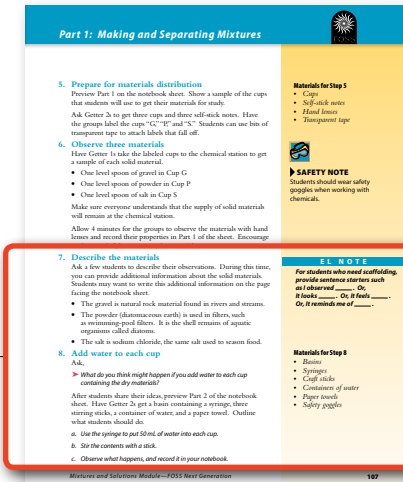 Part 1: Making and Separating Mixtures
FOSS
5. Prepare for materials distribution
Preview Part 1 on the notebook sheet. Show a sample of the cups
that students will use to get their materials for study.
Ask Getter 2s to get three cups and three self-stick notes. Have
the groups label the cups "G," "P," and S." Students can use bits of
transparent tape to attach labels that fall off.
6. Observe three materials
Have Getter 1s take the labeled cups to the chemical station to get
a sample of each solid material.
• One level spoon of gravel in Cup G
• One level spoon of powder in Cup P
• One level spoon of salt in Cup S
Make sure everyone understands that the supply of solid materials
will remain at the chemical station.
Allow 4 minutes for the groups to observe the materials with hand
lenses and record their properties in Part 1 of the sheet. Encourage
7. Describe the materials
Ask a few students to describe their observations. During this time,
you can provide additional information about the solid materials.
Students may want to write this additional information on the page
facing the notebook sheet.
• The gravel is natural rock material found in rivers and streams.
• The powder (diatomaceous earth) is used in filters, such
as swimming-pool filters. It is the shell remains of aquatic
organisms called diatoms.
• The salt is sodium chloride, the same salt used to season food.
8. Add water to each cup
Ask,
➤ What do you think might happen if you add water to each cup
containing the dry materials?
After students share their ideas, preview Part 2 of the notebook
sheet. Have Getter 2s get a basin containing a syringe, three
stirring sticks, a container of water, and a paper towel. Outline
what students should do.
a. Use the syringe to put 50 mL of water into each cup.
b. Stir the contents with a stick.
c. Observe what happens, and record it in your notebook.
Materials for Step 5
• Cups
• Self-stick notes
• Hand lenses
• Transparent tape
▶ SAFETY NOTE
Students should wear safety
goggles when working with
chemicals.
EL NOTE
For students who need scaffolding,
provide sentence starters such
as I observed _____ . Or,
It looks _____ . Or, It feels _____ .
Or, It reminds me of _____ .
Materials for Step 8
• Basins
• Syringes
• Craft sticks
• Containers of water
• Paper towels
• Safety goggles
Mixtures and Solutions Module—FOSS Next Generation
107